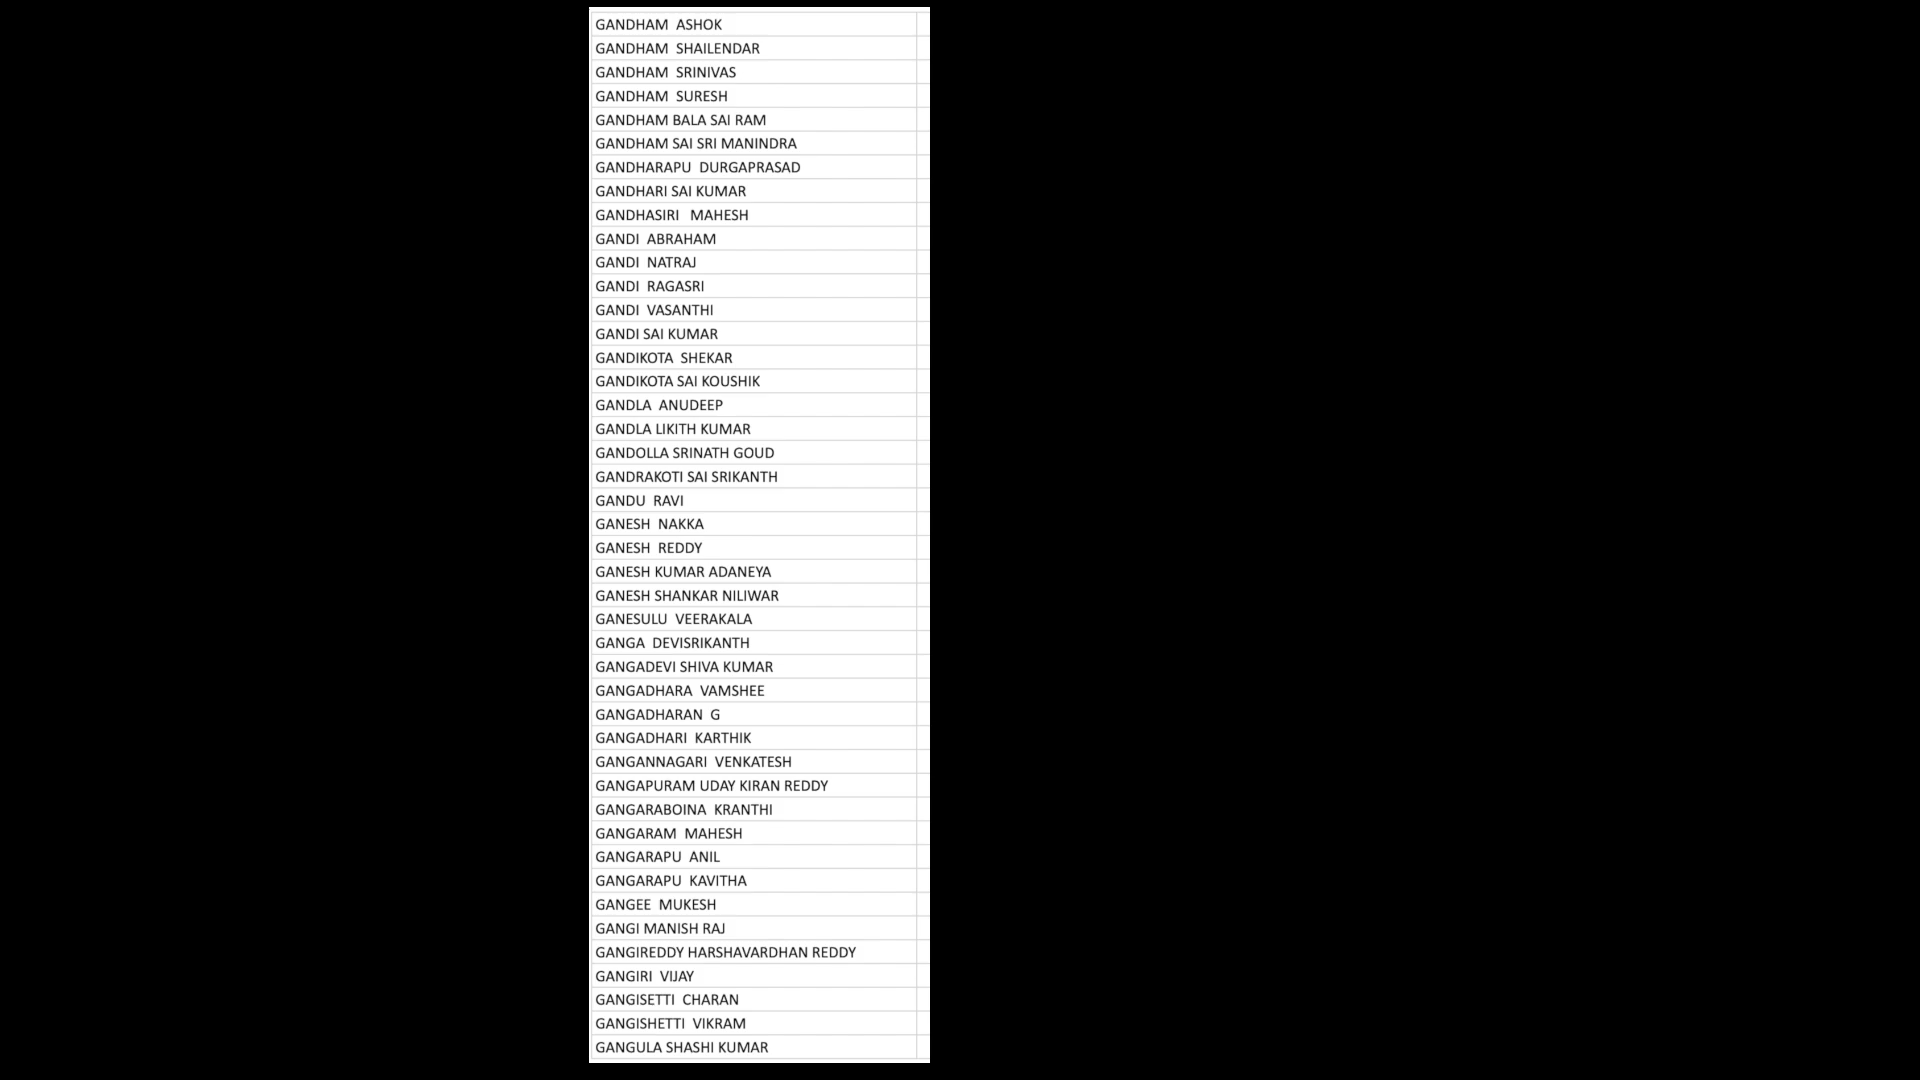 GANDHAM  ASHOK
GANDHAM  SHAILENDAR
GANDHAM  SRINIVAS
GANDHAM  SURESH
GANDHAM BALA SAI RAM
GANDHAM SAI SRI MANINDRA
GANDHARAPU  DURGAPRASAD
GANDHARI SAI KUMAR
GANDHASIRI   MAHESH
GANDI  ABRAHAM
GANDI  NATRAJ
GANDI  RAGASRI
GANDI  VASANTHI
GANDI SAI KUMAR
GANDIKOTA  SHEKAR
GANDIKOTA SAI KOUSHIK
GANDLA  ANUDEEP
GANDLA LIKITH KUMAR
GANDOLLA SRINATH GOUD
GANDRAKOTI SAI SRIKANTH
GANDU  RAVI
GANESH  NAKKA
GANESH  REDDY
GANESH KUMAR ADANEYA
GANESH SHANKAR NILIWAR
GANESULU  VEERAKALA
GANGA  DEVISRIKANTH
GANGADEVI SHIVA KUMAR
GANGADHARA  VAMSHEE
GANGADHARAN  G
GANGADHARI  KARTHIK
GANGANNAGARI  VENKATESH
GANGAPURAM UDAY KIRAN REDDY
GANGARABOINA  KRANTHI
GANGARAM  MAHESH
GANGARAPU  ANIL
GANGARAPU  KAVITHA
GANGEE  MUKESH
GANGI MANISH RAJ
GANGIREDDY HARSHAVARDHAN REDDY
GANGIRI  VIJAY
GANGISETTI  CHARAN
GANGISHETTI  VIKRAM
GANGULA SHASHI KUMAR